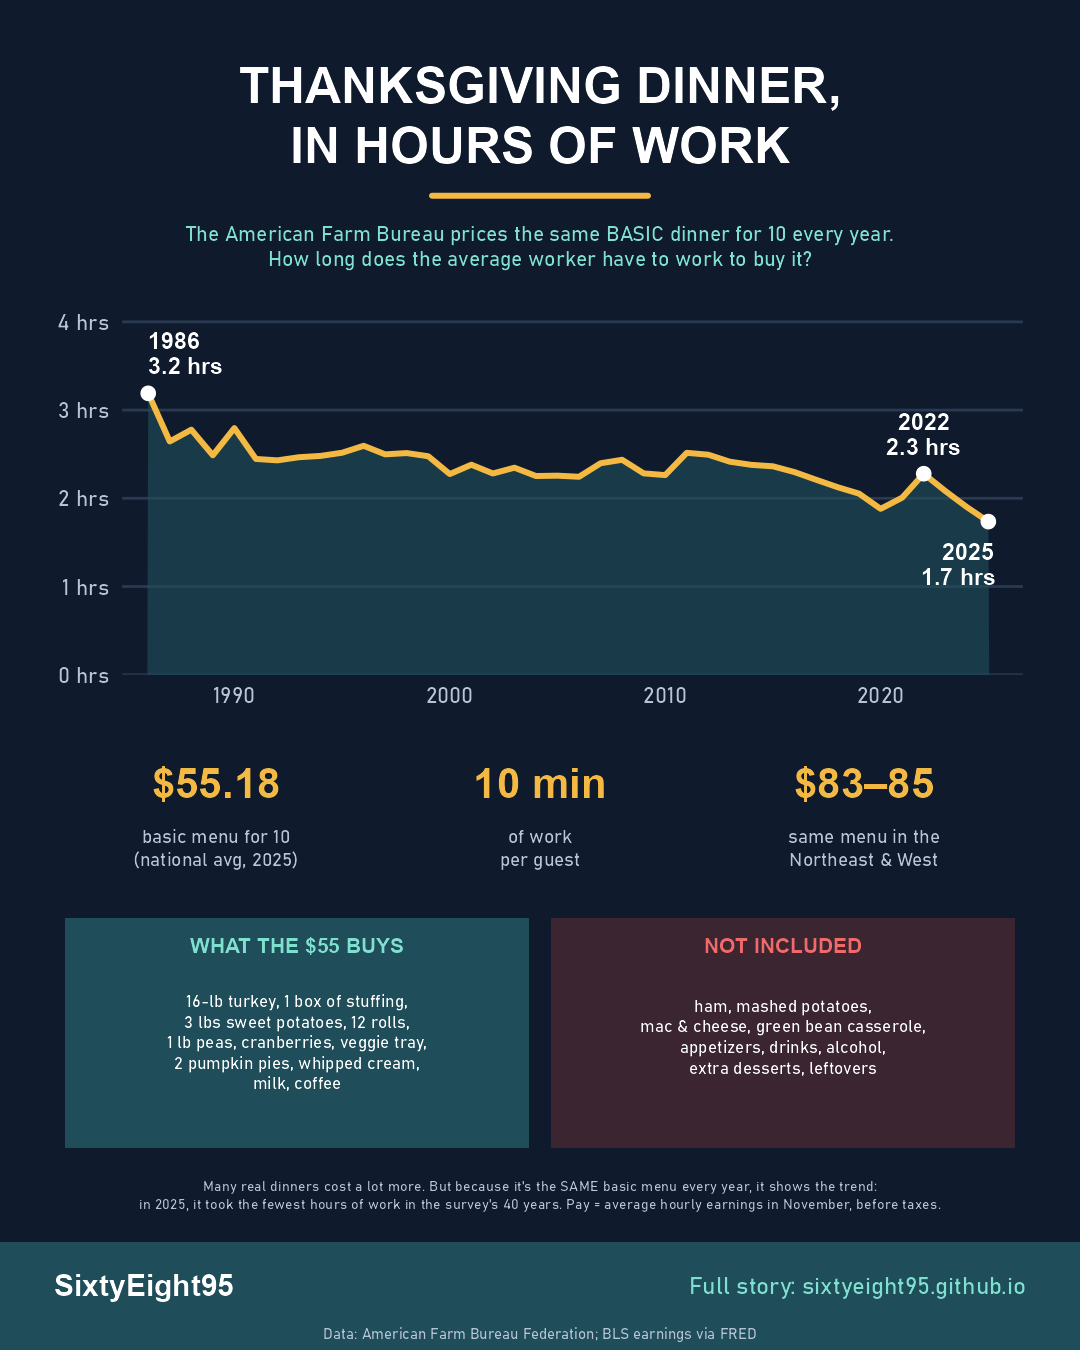 THANKSGIVING DINNER,
IN HOURS OF WORK
The American Farm Bureau prices the same BASIC dinner for 10 every year.
How long does the average worker have to work to buy it?
4 hrs
3 hrs
2 hrs
1 hrs
0 hrs
1986
3.2 hrs
2022
2.3 hrs
2025
1.7 hrs
1990
2000
2010
2020
$55.18
basic menu for 10
(national avg, 2025)
10 min
of work
per guest
$83–85
same menu in the
Northeast & West
WHAT THE $55 BUYS
16-lb turkey, 1 box of stuffing,
3 lbs sweet potatoes, 12 rolls,
1 lb peas, cranberries, veggie tray,
2 pumpkin pies, whipped cream,
milk, coffee
NOT INCLUDED
ham, mashed potatoes,
mac & cheese, green bean casserole,
appetizers, drinks, alcohol,
extra desserts, leftovers
Many real dinners cost a lot more. But because it's the SAME basic menu every year, it shows the trend:
in 2025, it took the fewest hours of work in the survey's 40 years. Pay = average hourly earnings in November, before taxes.
SixtyEight95
Full story: sixtyeight95.github.io
Data: American Farm Bureau Federation; BLS earnings via FRED